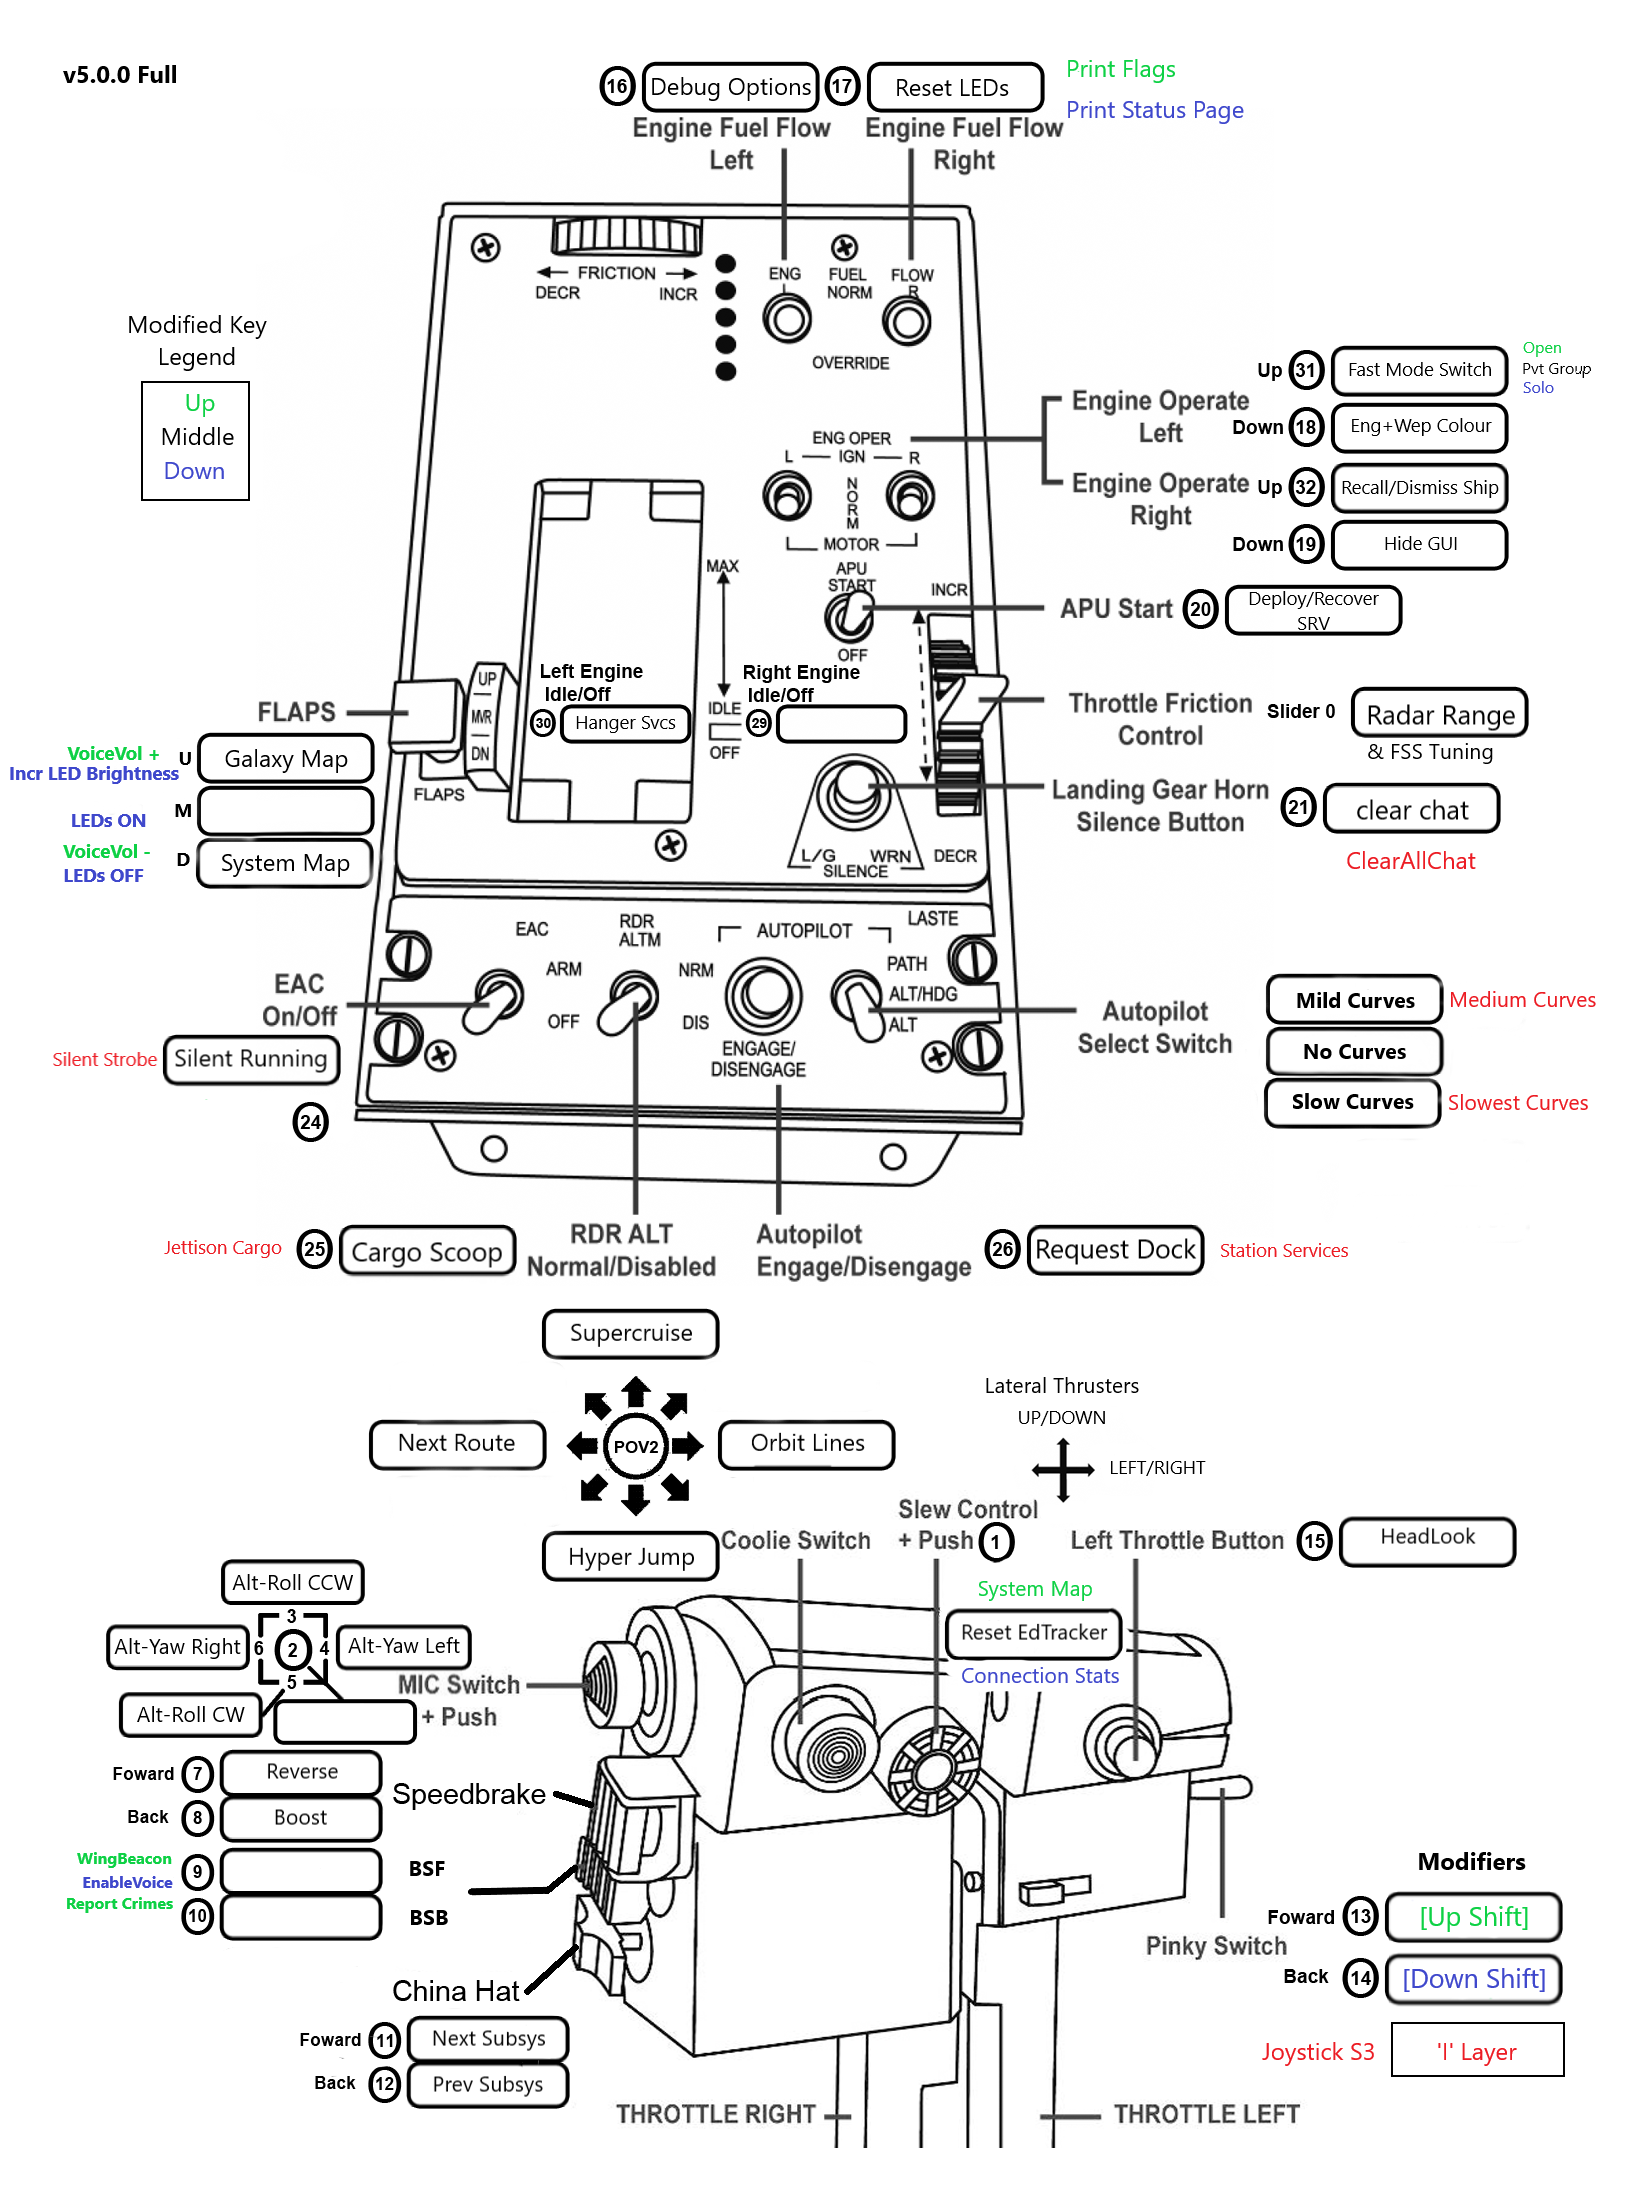 v5.0.0 Full
16 Debug Options
17 Reset LEDs
Print Flags
Print Status Page
Engine Fuel Flow
Left
Engine Fuel Flow
Right
FRICTION
DECR INCR
ENG
L
FUEL
NORM
FLOW
R
OVERRIDE
Modified Key
Legend
Up
Middle
Down
Up 31 Fast Mode Switch
Open
Pvt Group
Solo
Engine Operate
Left
Down 18 Eng+Wep Colour
Engine Operate
Right
Up 32 Recall/Dismiss Ship
Down 19 Hide GUI
ENG OPER
L IGN R
NORM
MOTOR
APU
START
OFF
MAX
INCR
APU Start 20 Deploy/Recover
SRV
Left Engine
Idle/Off
30 Hanger Svcs
Right Engine
Idle/Off
29
IDLE
OFF
UP
MVR
DN
FLAPS
FLAPS
Throttle Friction
Control
Slider 0 Radar Range
& FSS Tuning
VoiceVol +
Incr LED Brightness
U Galaxy Map
LEDs ON
M
VoiceVol -
LEDs OFF
D System Map
Landing Gear Horn
Silence Button
21 clear chat
ClearAllChat
L/G WRN
SILENCE
DECR
EAC
RDR
ALTM
AUTOPILOT
LASTE
ARM
OFF
NRM
DIS
PATH
ALT/HDG
ALT
ENGAGE/
DISENGAGE
EAC
On/Off
Silent Strobe Silent Running
24
Autopilot
Select Switch
Mild Curves Medium Curves
No Curves
Slow Curves Slowest Curves
Jettison Cargo 25 Cargo Scoop
RDR ALT
Normal/Disabled
Autopilot
Engage/Disengage
26 Request Dock Station Services
Supercruise
Next Route
POV2
Orbit Lines
Hyper Jump
Lateral Thrusters
UP/DOWN
LEFT/RIGHT
Coolie Switch
Slew Control
+ Push 1
Left Throttle Button 15 HeadLook
System Map
Reset EdTracker
Connection Stats
Alt-Roll CCW
3
Alt-Yaw Right 6 2 4 Alt-Yaw Left
5
Alt-Roll CW
MIC Switch
+ Push
Foward 7 Reverse
Back 8 Boost
Speedbrake
WingBeacon
EnableVoice
9
BSF
Report Crimes
10
BSB
China Hat
Foward 11 Next Subsys
Back 12 Prev Subsys
Modifiers
Foward 13 [Up Shift]
Pinky Switch
Back 14 [Down Shift]
Joystick S3 'I' Layer
THROTTLE RIGHT
THROTTLE LEFT